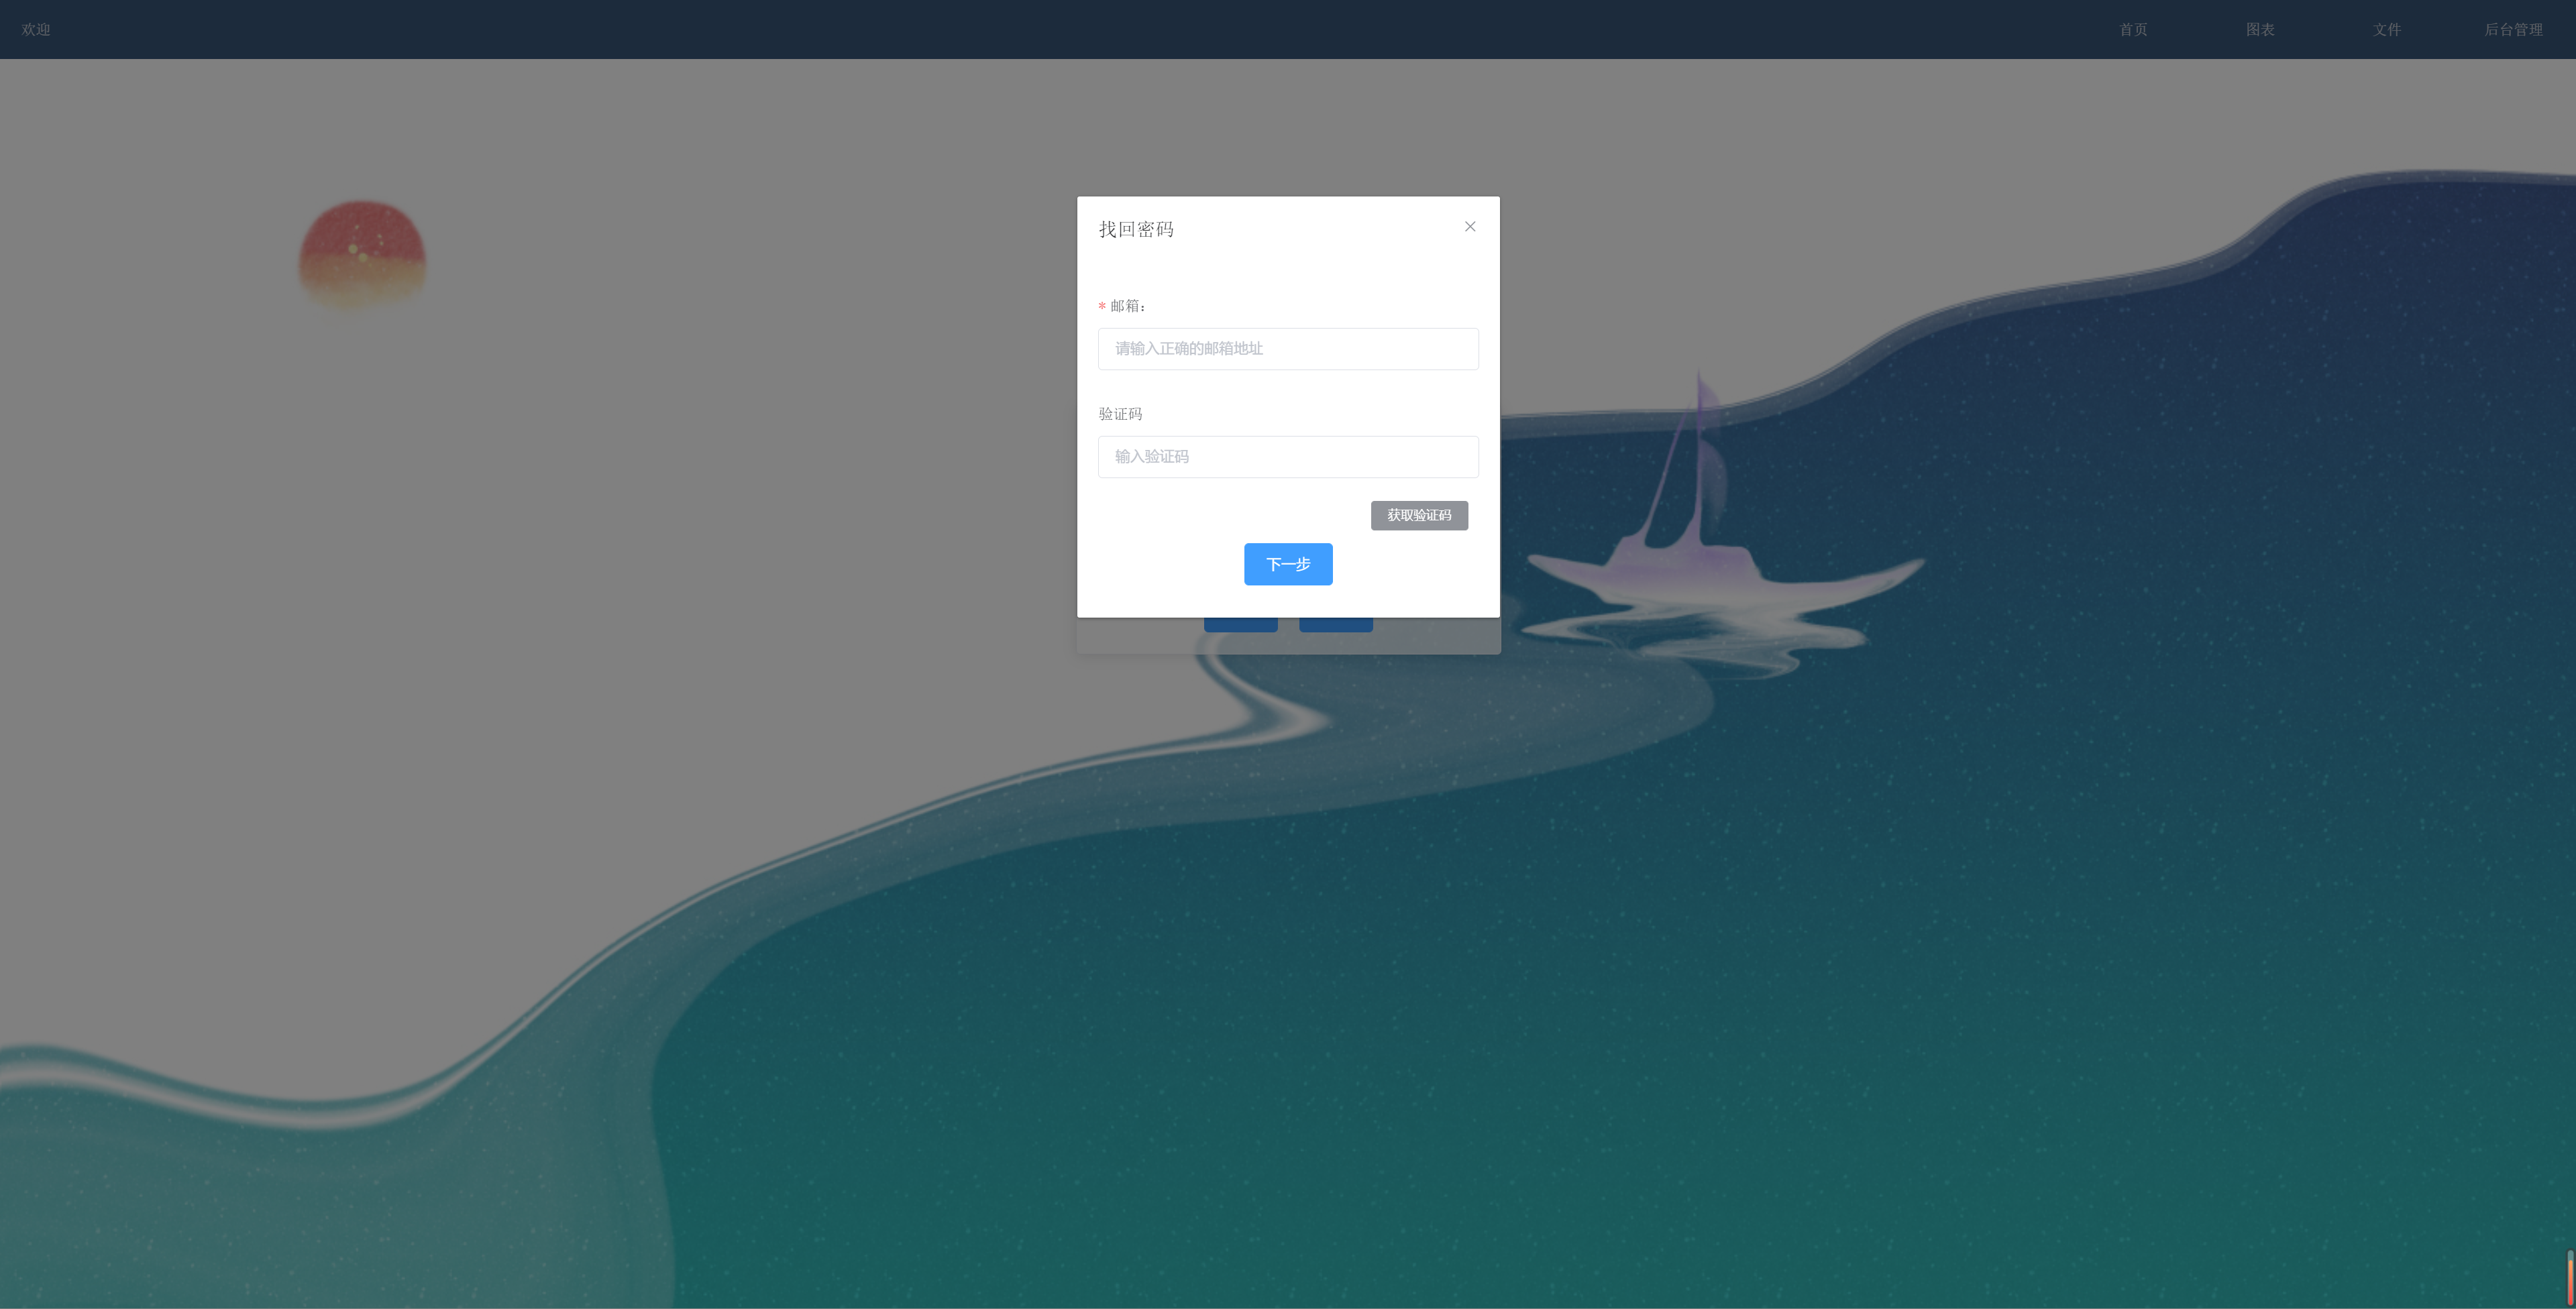 欢迎 首页 图表 文件 后台管理
找回密码
* 邮箱：
请输入正确的邮箱地址
验证码
输入验证码
获取验证码
下一步